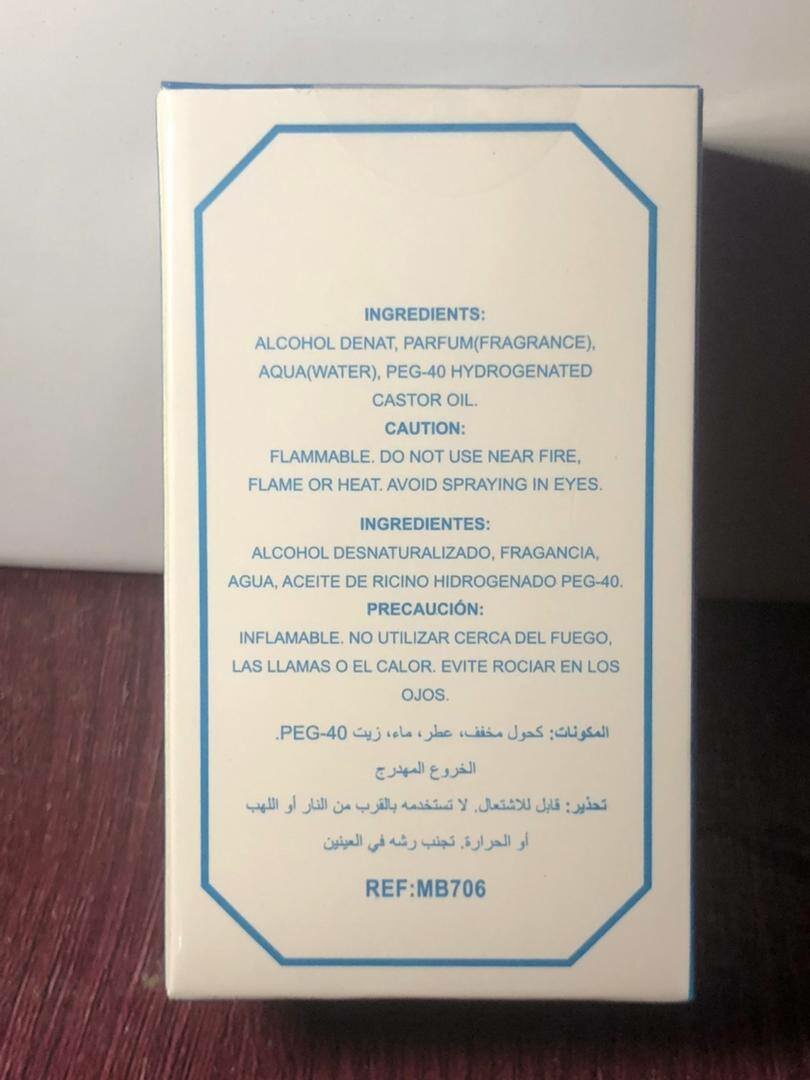 INGREDIENTS:
ALCOHOL DENAT, PARFUM(FRAGRANCE),
AQUA(WATER), PEG-40 HYDROGENATED
CASTOR OIL.
CAUTION:
FLAMMABLE. DO NOT USE NEAR FIRE,
FLAME OR HEAT. AVOID SPRAYING IN EYES.
INGREDIENTES:
ALCOHOL DESNATURALIZADO, FRAGANCIA,
AGUA, ACEITE DE RICINO HIDROGENADO PEG-40.
PRECAUCIÓN:
INFLAMABLE. NO UTILIZAR CERCA DEL FUEGO,
LAS LLAMAS O EL CALOR. EVITE ROCIAR EN LOS
OJOS.
المكونات: كحول مخفف، عطر، ماء، زيت PEG-40.
الخروع المهدرج
تحذير: قابل للاشتعال. لا تستخدمه بالقرب من النار أو اللهب
أو الحرارة. تجنب رشه في العينين
REF:MB706